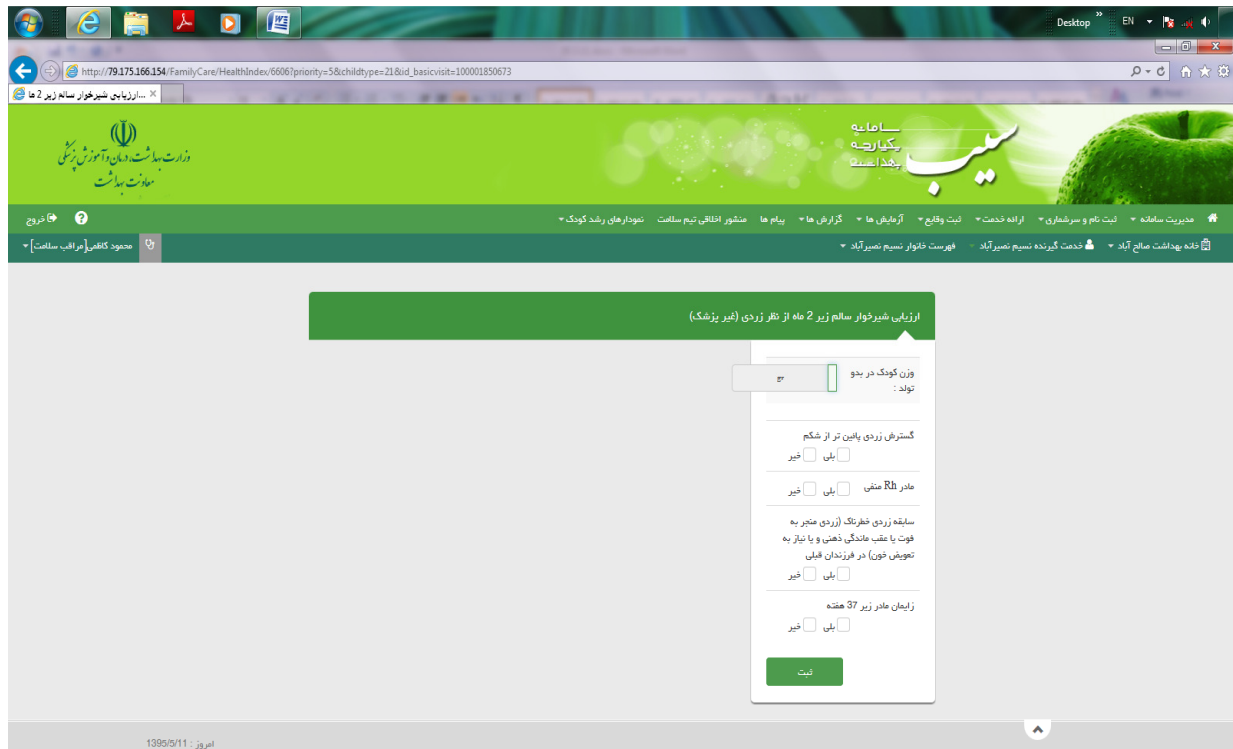 Desktop
EN
http://79.175.166.154/FamilyCare/HealthIndex/6606?priority=5&childtype=21&id_basicvisit=100001850673
ارزیابی شیرخوار سالم زیر 2 ما...
وزارت بهداشت، درمان و آموزش پزشکی
معاونت بهداشت
سامانه
یکپارچه
بهداشت
سیب
مدیریت سامانه
ثبت نام و سرشماری
ارائه خدمت
ثبت وقایع
آزمایش ها
گزارش ها
پیام ها
منشور اخلاقی تیم سلامت
نمودارهای رشد کودک
خروج
خانه بهداشت صالح آباد
خدمت گیرنده نسیم نصیرآباد
فهرست خانوار نسیم نصیرآباد
محمود کاظمی[مراقب سلامت]
ارزیابی شیرخوار سالم زیر 2 ماه از نظر زردی (غیر پزشک)
وزن کودک در بدو
تولد :
gr
گسترش زردی پائین تر از شکم
بلی خیر
مادر Rh منفی بلی خیر
سابقه زردی خطرناک (زردی منجر به
فوت یا عقب ماندگی ذهنی و یا نیاز به
تعویض خون) در فرزندان قبلی
بلی خیر
زایمان مادر زیر 37 هفته
بلی خیر
ثبت
امروز : 1395/5/11